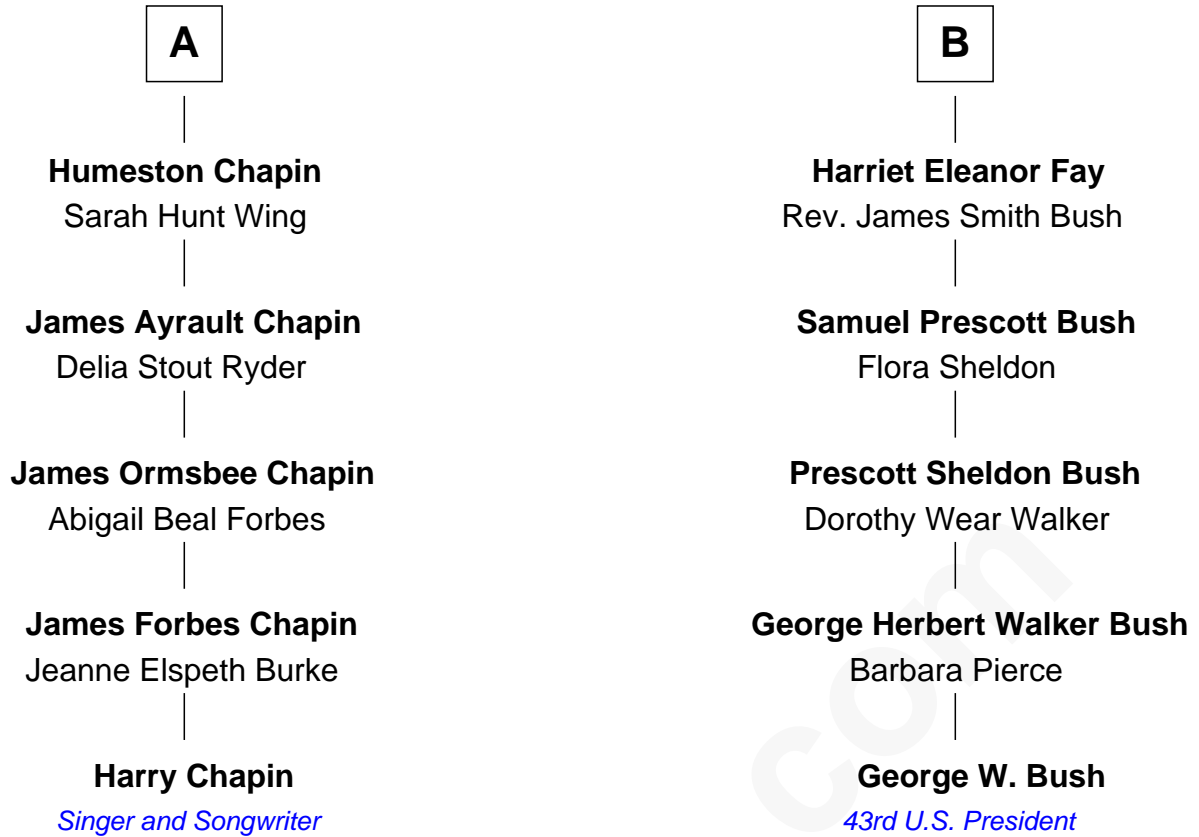 A
Humeston Chapin
Sarah Hunt Wing
James Ayrault Chapin
Delia Stout Ryder
James Ormsbee Chapin
Abigail Beal Forbes
James Forbes Chapin
Jeanne Elspeth Burke
Harry Chapin
Singer and Songwriter
B
Harriet Eleanor Fay
Rev. James Smith Bush
Samuel Prescott Bush
Flora Sheldon
Prescott Sheldon Bush
Dorothy Wear Walker
George Herbert Walker Bush
Barbara Pierce
George W. Bush
43rd U.S. President
com